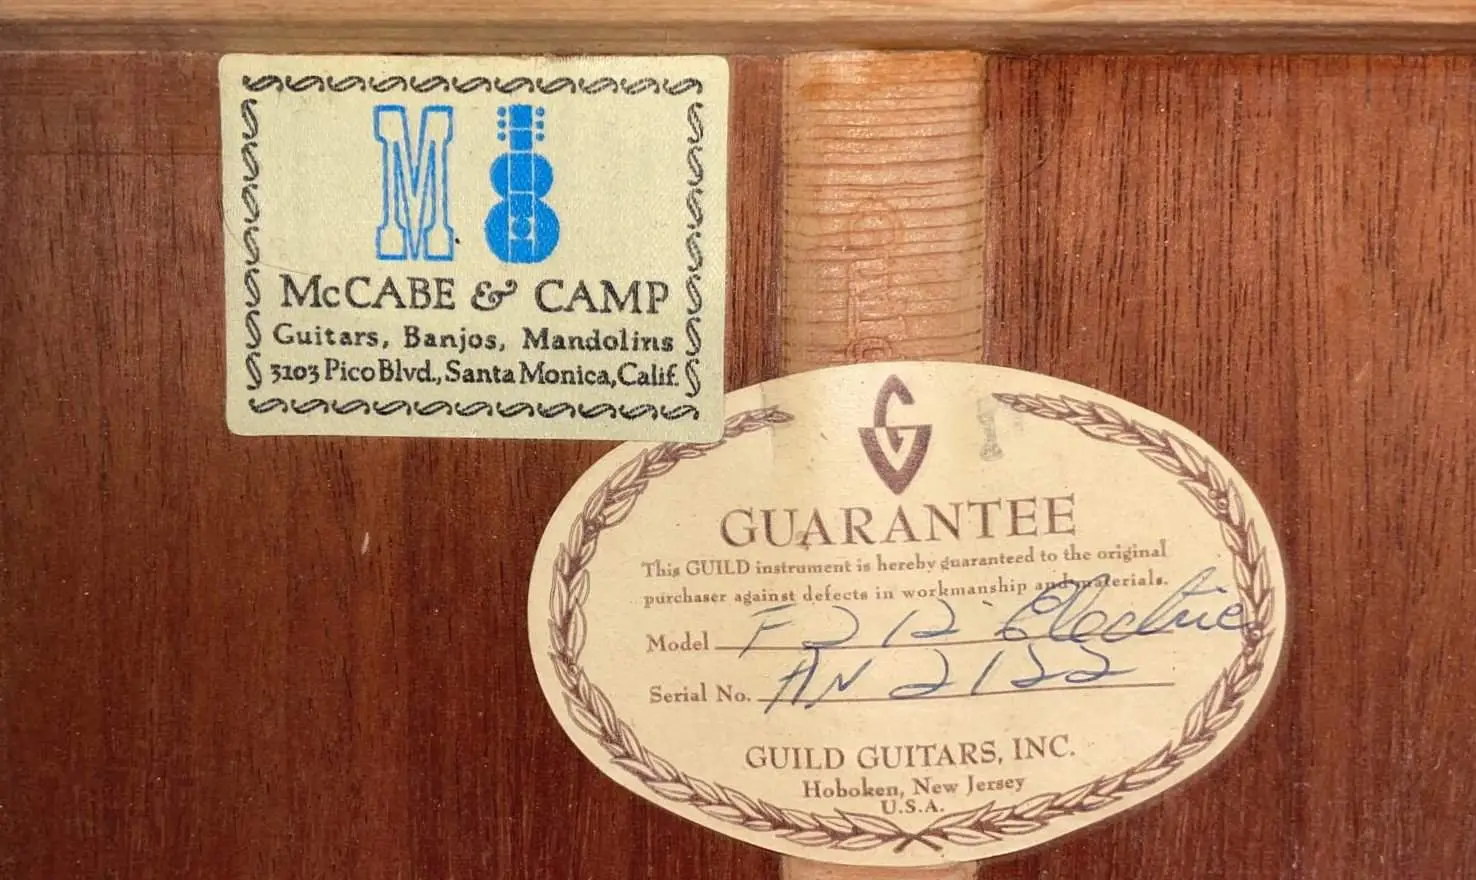 M
McCABE & CAMP
Guitars, Banjos, Mandolins
3103 Pico Blvd., Santa Monica, Calif.
G
GUARANTEE
This GUILD instrument is hereby guaranteed to the original
purchaser against defects in workmanship and materials.
Model F 212 Electric
Serial No. AN 2122
GUILD GUITARS, INC.
Hoboken, New Jersey
U.S.A.